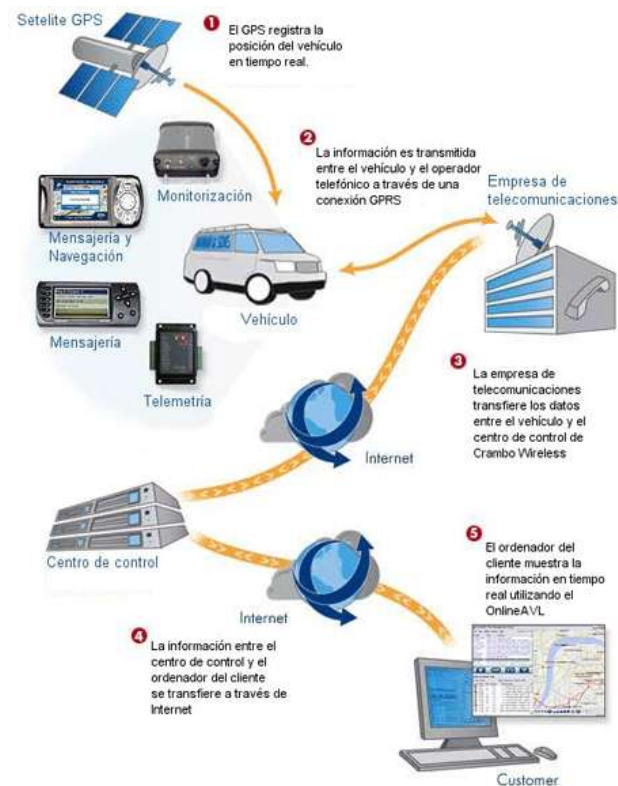 Setelite GPS
1
El GPS registra la
posición del vehículo
en tiempo real.
2
La información es transmitida
entre el vehículo y el operador
telefónico a través de una
conexión GPRS
Monitorización
Mensajería y
Navegación
Mensajería
Telemetría
Vehículo
Empresa de
telecomunicaciones
3
La empresa de
telecomunicaciones
transfiere los datos
entre el vehículo y el
centro de control de
Crambo Wireless
Internet
Centro de control
Internet
4
La información entre el
centro de control y el
ordenador del cliente
se transfiere a través de
Internet
5
El ordenador del
cliente muestra la
información en tiempo
real utilizando el
OnlineAVL
Customer